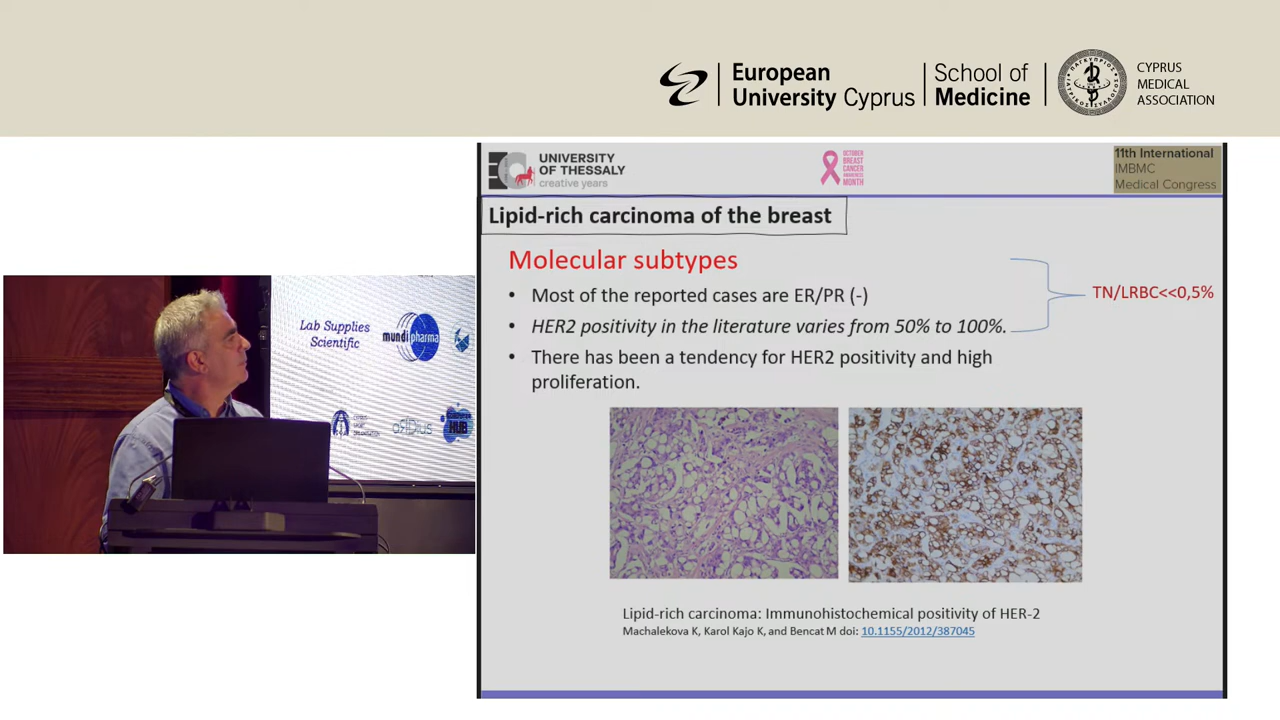 European
University Cyprus
School of
Medicine
ΠΑΓΚΥΠΡΙΟΣ
ΙΑΤΡΙΚΟΣ ΣΥΛΛΟΓΟΣ
CYPRUS
MEDICAL
ASSOCIATION
UNIVERSITY
OF THESSALY
creative years
OCTOBER
BREAST
CANCER
AWARENESS
MONTH
11th International
IMBMC
Medical Congress
Lipid-rich carcinoma of the breast
Molecular subtypes
• Most of the reported cases are ER/PR (-)
• HER2 positivity in the literature varies from 50% to 100%.
TN/LRBC<<0,5%
• There has been a tendency for HER2 positivity and high
proliferation.
Lipid-rich carcinoma: Immunohistochemical positivity of HER-2
Machalekova K, Karol Kajo K, and Bencat M doi: 10.1155/2012/387045
Lab Supplies
Scientific
mundipharma
HUB